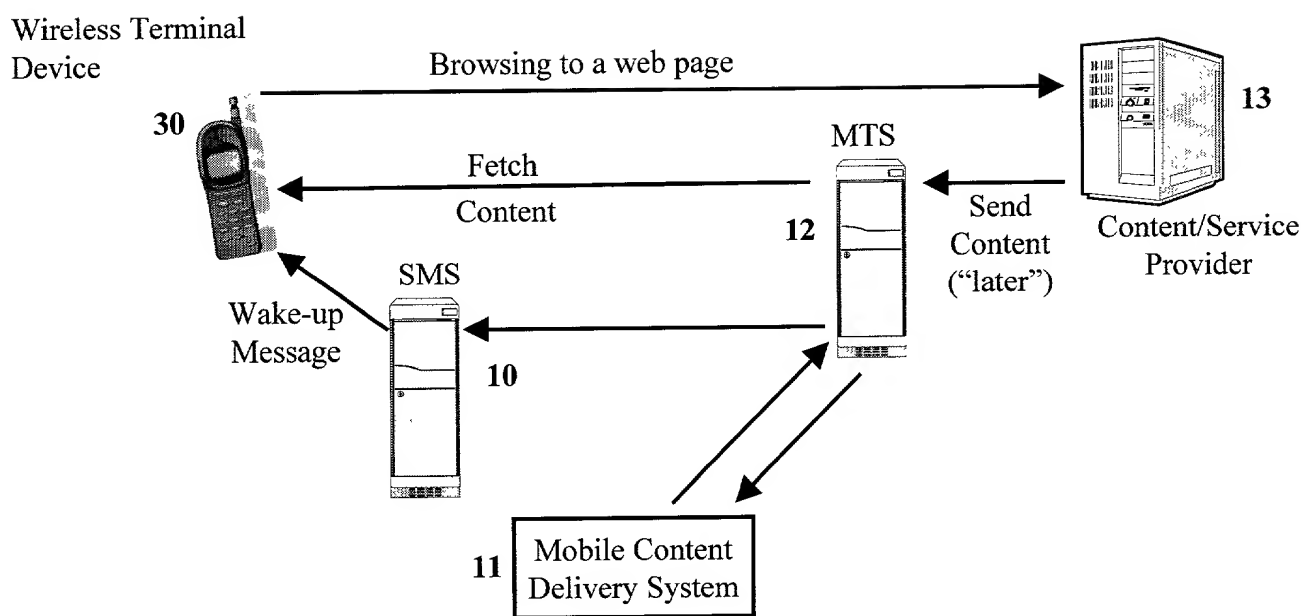 Wireless Terminal
Device
Browsing to a web page
30
13
MTS
Fetch
Content
12
Send
Content
("later")
Content/Service
Provider
SMS
Wake-up
Message
10
11
Mobile Content
Delivery System